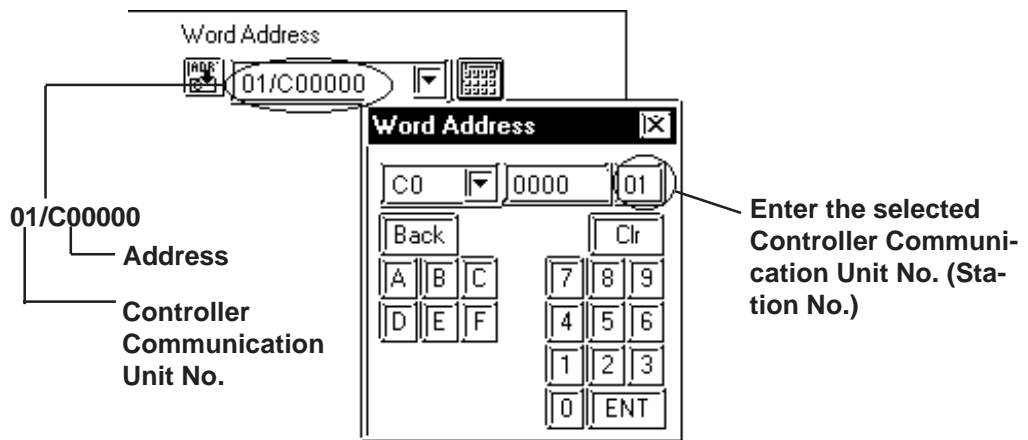 Word Address
ADR
01/C00000
Word Address
C0 0000 01
Back Clr
A B C 7 8 9
D E F 4 5 6
1 2 3
0 ENT
01/C00000
Address
Controller
Communication
Unit No.
Enter the selected
Controller Communi-
cation Unit No. (Sta-
tion No.)